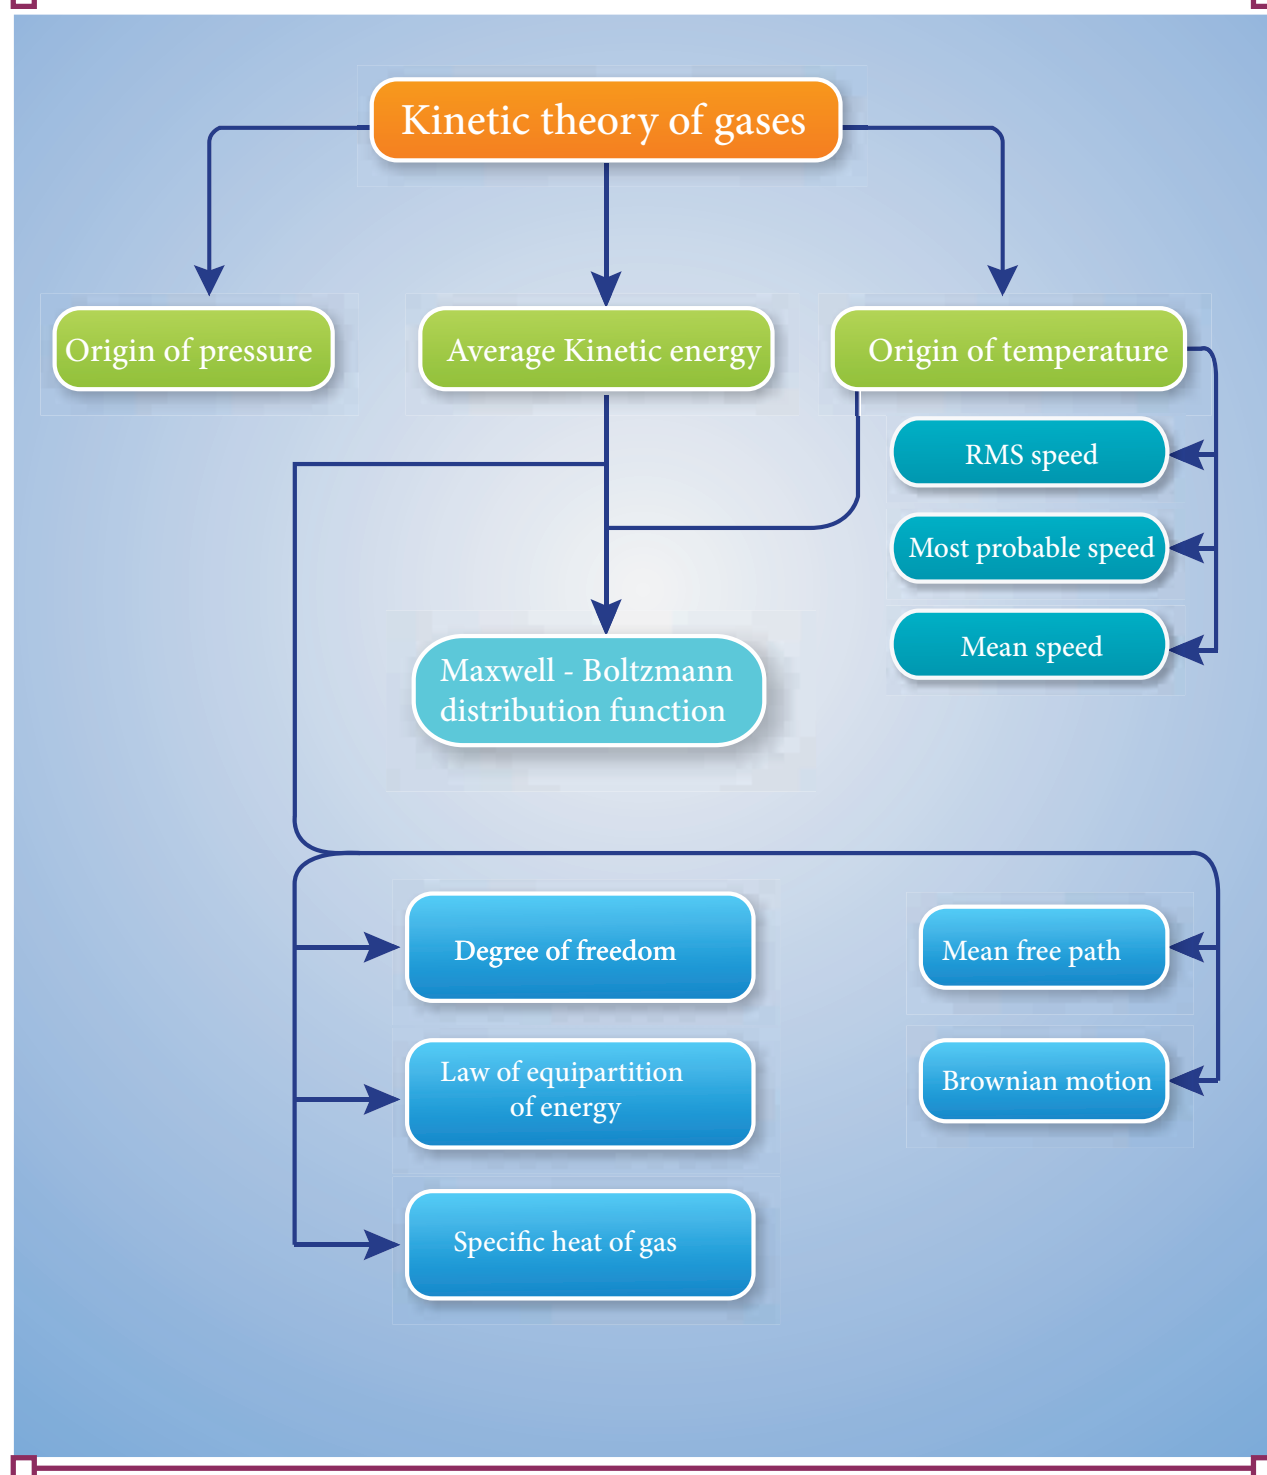 Kinetic theory of gases
Origin of pressure
Average Kinetic energy
Origin of temperature
RMS speed
Most probable speed
Mean speed
Maxwell - Boltzmann
distribution function
Degree of freedom
Law of equipartition
of energy
Specific heat of gas
Mean free path
Brownian motion